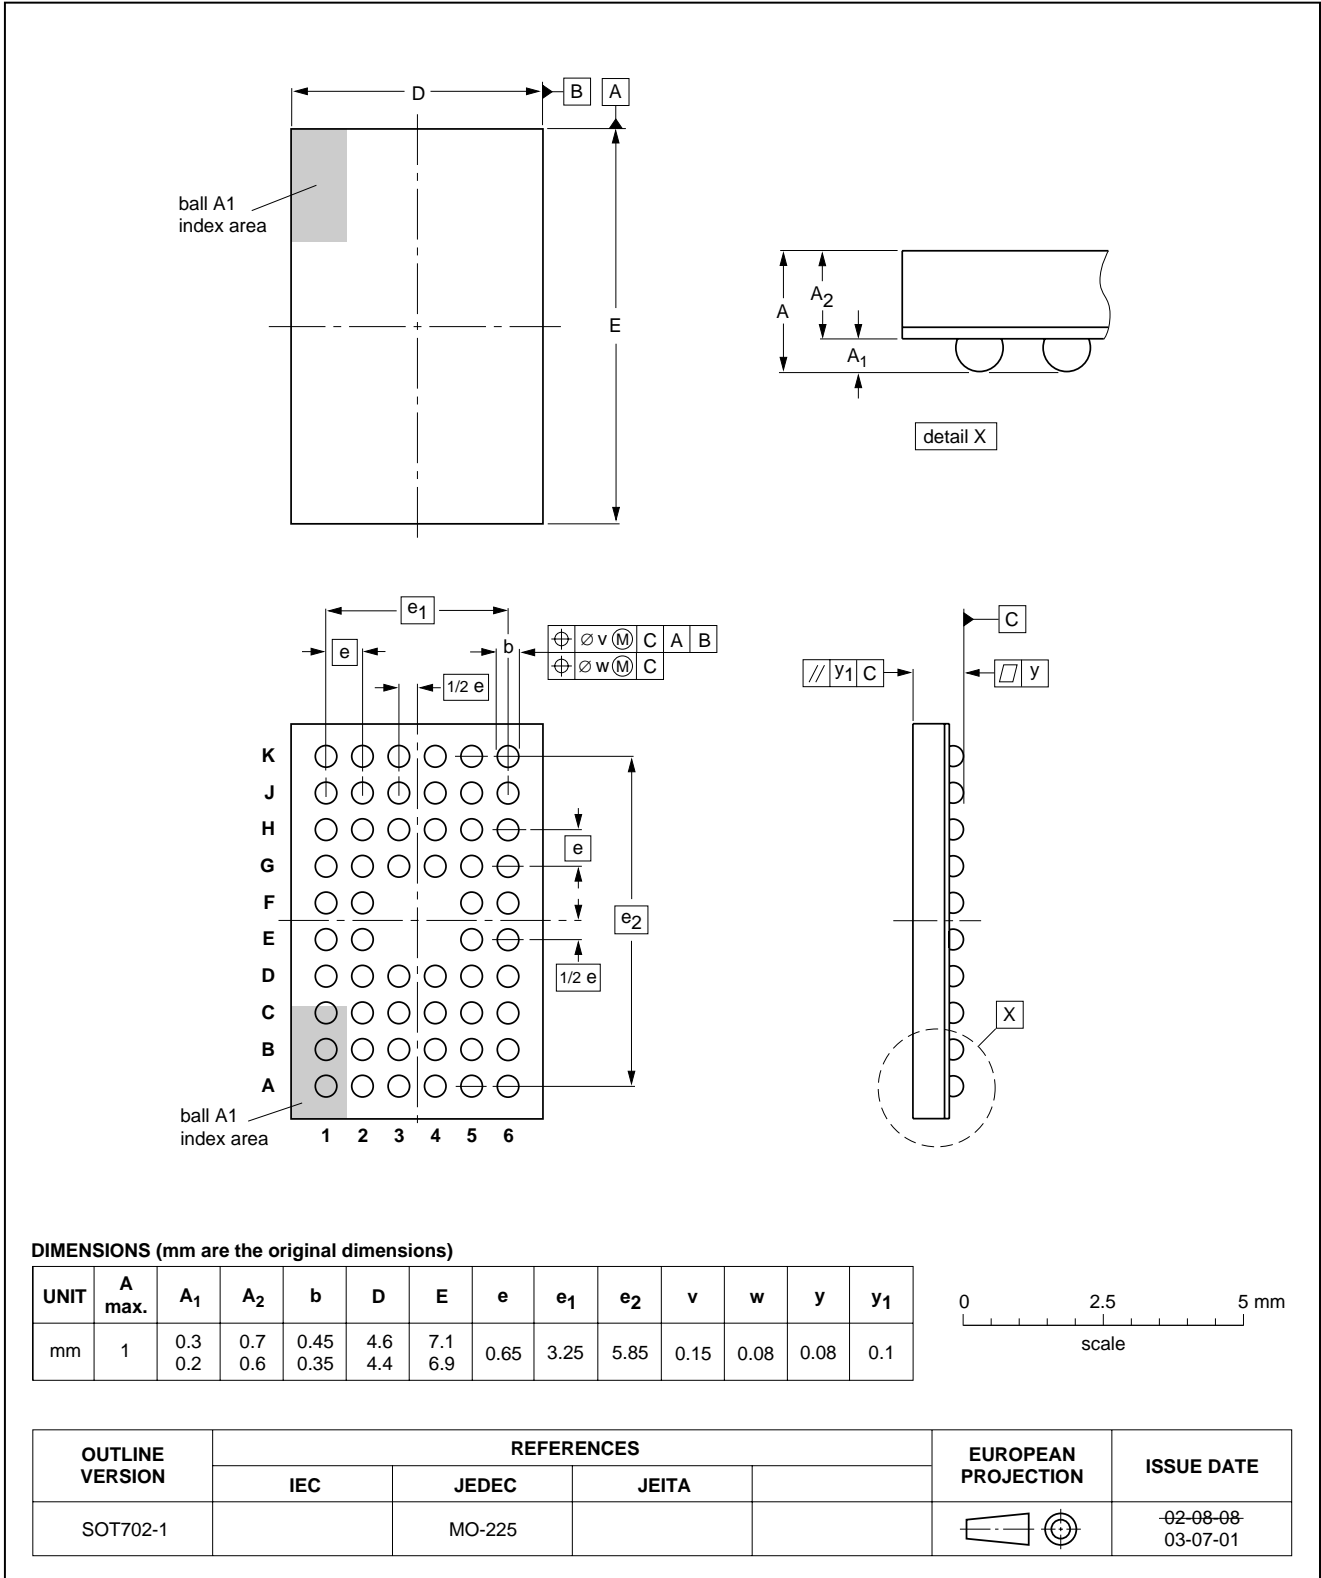 D
B
A
ball A1
index area
E
A
A2
A1
detail X
e1
e
b
⌖ ⌀ v Ⓜ C A B
⌖ ⌀ w Ⓜ C
1/2 e
C
// y1 C
⏥ y
K
J
H
G
F
E
D
C
B
A
e
e2
1/2 e
X
ball A1
index area
1 2 3 4 5 6
DIMENSIONS (mm are the original dimensions)
UNIT A max. A1 A2 b D E e e1 e2 v w y y1
mm 1 0.3 0.2 0.7 0.6 0.45 0.35 4.6 4.4 7.1 6.9 0.65 3.25 5.85 0.15 0.08 0.08 0.1
0 2.5 5 mm
scale
OUTLINE VERSION REFERENCES EUROPEAN PROJECTION ISSUE DATE
IEC JEDEC JEITA
SOT702-1 MO-225 02-08-08
03-07-01